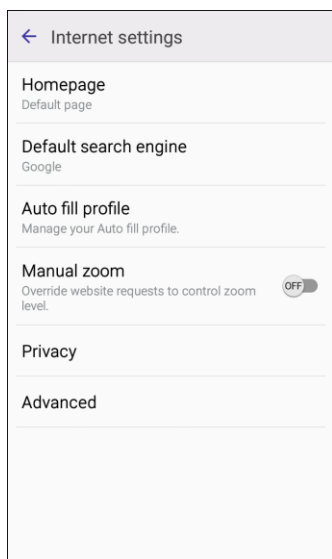 Internet settings
Homepage
Default page
Default search engine
Google
Auto fill profile
Manage your Auto fill profile.
Manual zoom
Override website requests to control zoom
level.
OFF
Privacy
Advanced